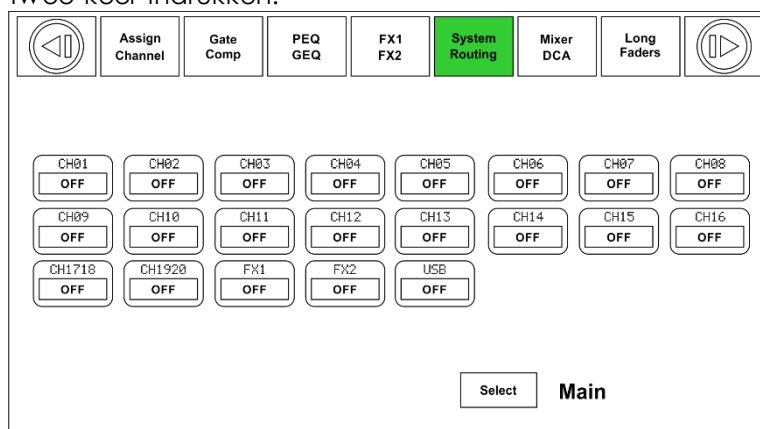 twee keer indrukken.
Assign Gate PEQ FX1 System Mixer Long
Channel Comp GEQ FX2 Routing DCA Faders
CH01 CH02 CH03 CH04 CH05 CH06 CH07 CH08
OFF OFF OFF OFF OFF OFF OFF OFF
CH09 CH10 CH11 CH12 CH13 CH14 CH15 CH16
OFF OFF OFF OFF OFF OFF OFF OFF
CH1718 CH1920 FX1 FX2 USB
OFF OFF OFF OFF OFF
Select Main